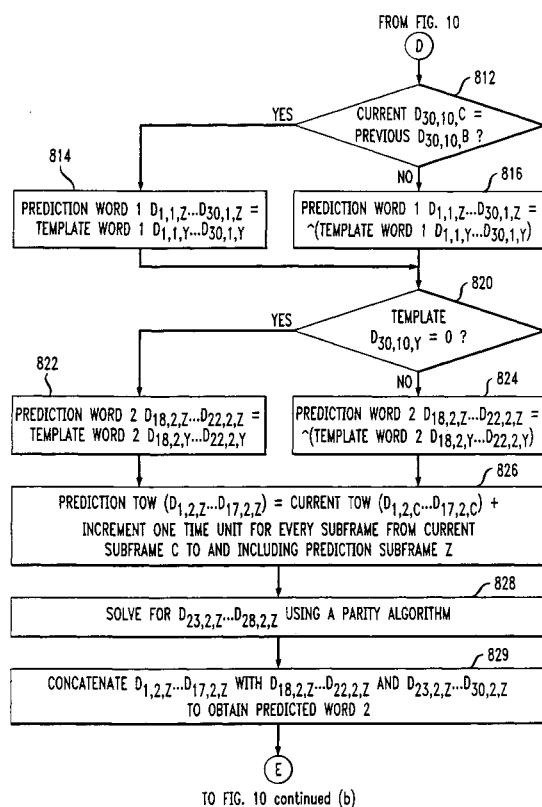 FROM FIG. 10
D
812
CURRENT D30,10,C =
PREVIOUS D30,10,B ?
YES
NO
814
PREDICTION WORD 1 D1,1,Z...D30,1,Z =
TEMPLATE WORD 1 D1,1,Y...D30,1,Y
816
PREDICTION WORD 1 D1,1,Z...D30,1,Z =
^(TEMPLATE WORD 1 D1,1,Y...D30,1,Y)
820
TEMPLATE
D30,10,Y = 0 ?
YES
NO
822
PREDICTION WORD 2 D18,2,Z...D22,2,Z =
TEMPLATE WORD 2 D18,2,Y...D22,2,Y
824
PREDICTION WORD 2 D18,2,Z...D22,2,Z =
^(TEMPLATE WORD 2 D18,2,Y...D22,2,Y)
826
PREDICTION TOW (D1,2,Z...D17,2,Z) = CURRENT TOW (D1,2,C...D17,2,C) +
INCREMENT ONE TIME UNIT FOR EVERY SUBFRAME FROM CURRENT
SUBFRAME C TO AND INCLUDING PREDICTION SUBFRAME Z
828
SOLVE FOR D23,2,Z...D28,2,Z USING A PARITY ALGORITHM
829
CONCATENATE D1,2,Z...D17,2,Z WITH D18,2,Z...D22,2,Z AND D23,2,Z...D30,2,Z
TO OBTAIN PREDICTED WORD 2
E
TO FIG. 10 continued (b)